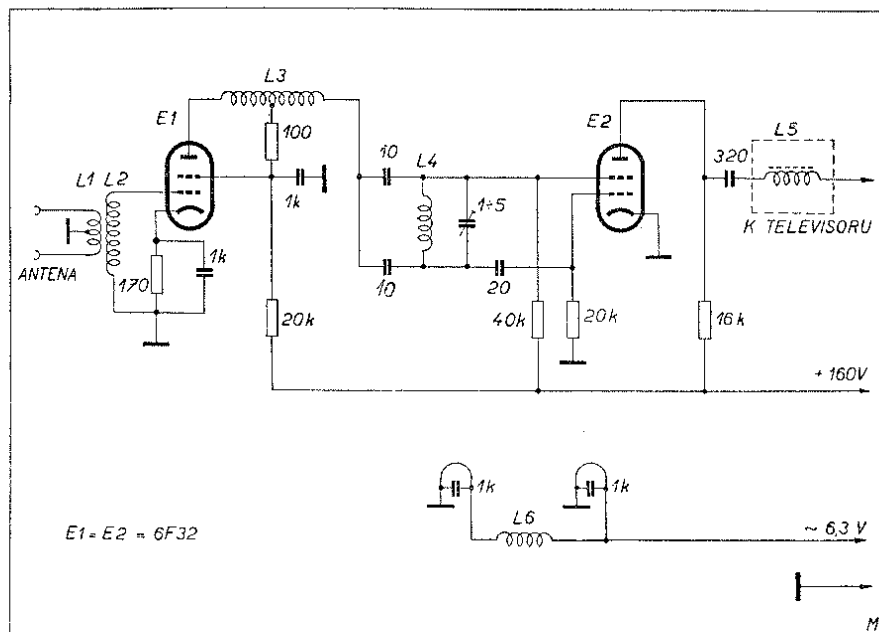 L3
E1
100
E2
L5
320
10
L4
L1 L2
1k
1÷5
K TELEVISORU
1k
ANTENA
170
10
20
20k
40k
20k
16k
+ 160V
1k
1k
L6
E1 = E2 = 6F32
~ 6,3 V
M